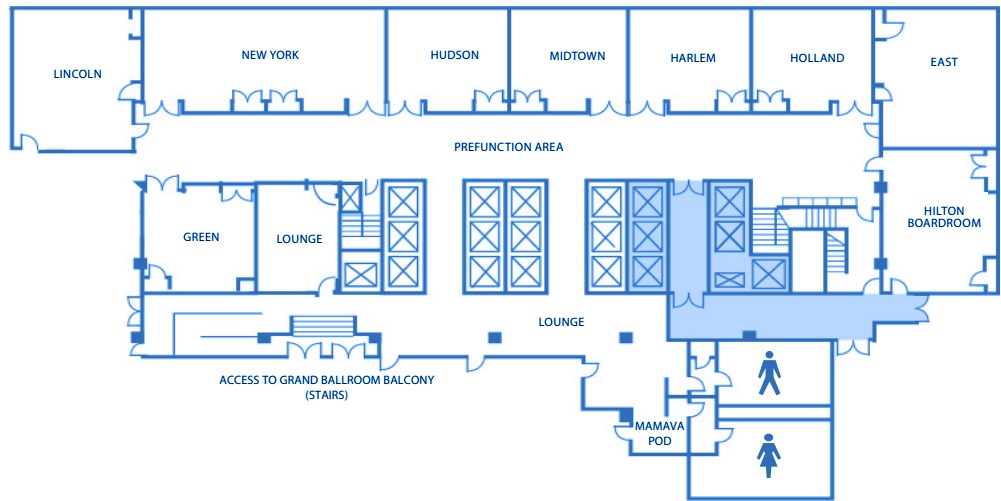 LINCOLN
NEW YORK
HUDSON
MIDTOWN
HARLEM
HOLLAND
EAST
PREFUNCTION AREA
GREEN
LOUNGE
HILTON
BOARDROOM
LOUNGE
ACCESS TO GRAND BALLROOM BALCONY
(STAIRS)
MAMAVA
POD